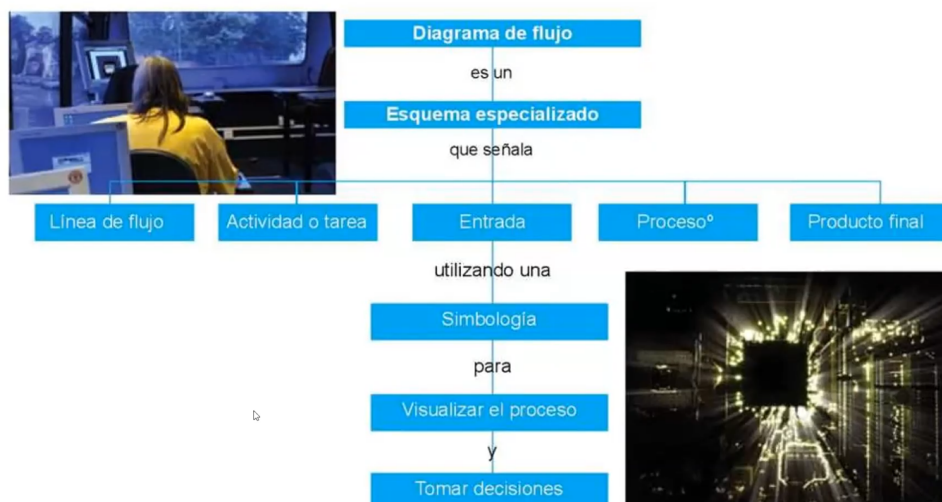 Diagrama de flujo
es un
Esquema especializado
que señala
Línea de flujo
Actividad o tarea
Entrada
Procesoº
Producto final
utilizando una
Simbología
para
Visualizar el proceso
y
Tomar decisiones